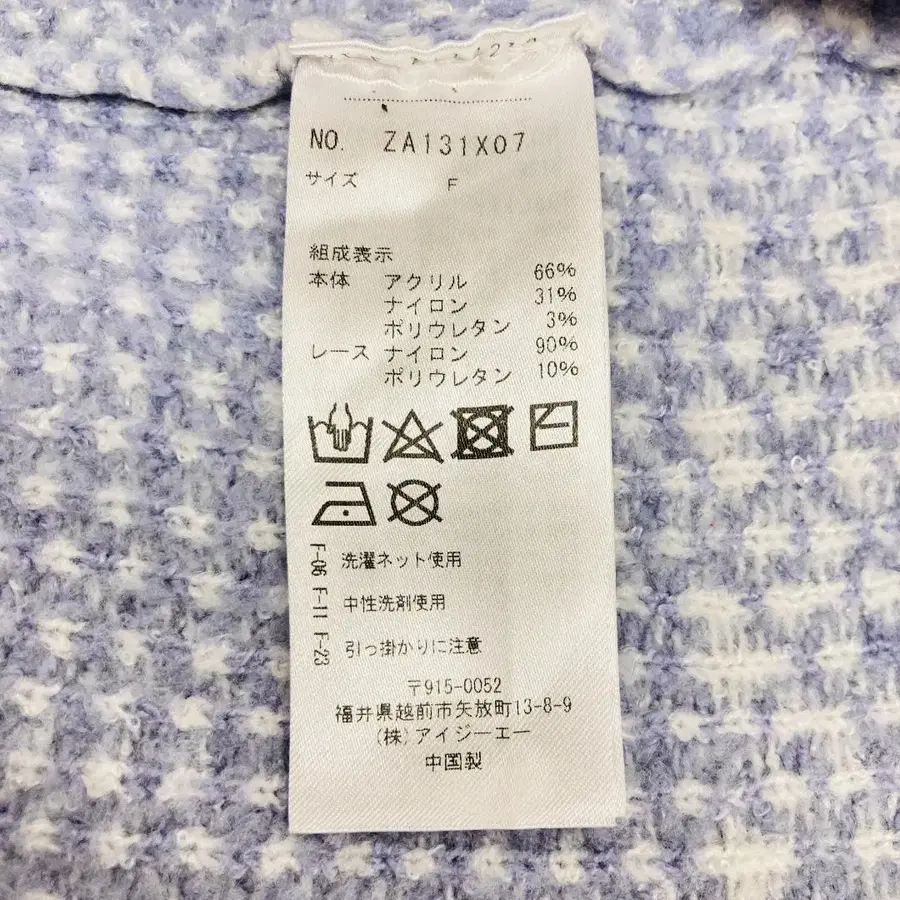 NO. ZA131X07
サイズ F
組成表示
本体 アクリル 66%
ナイロン 31%
ポリウレタン 3%
レース ナイロン 90%
ポリウレタン 10%
F-06 洗濯ネット使用
F-11 中性洗剤使用
F-23 引っ掛かりに注意
〒915-0052
福井県越前市矢放町13-8-9
(株)アイジーエー
中国製